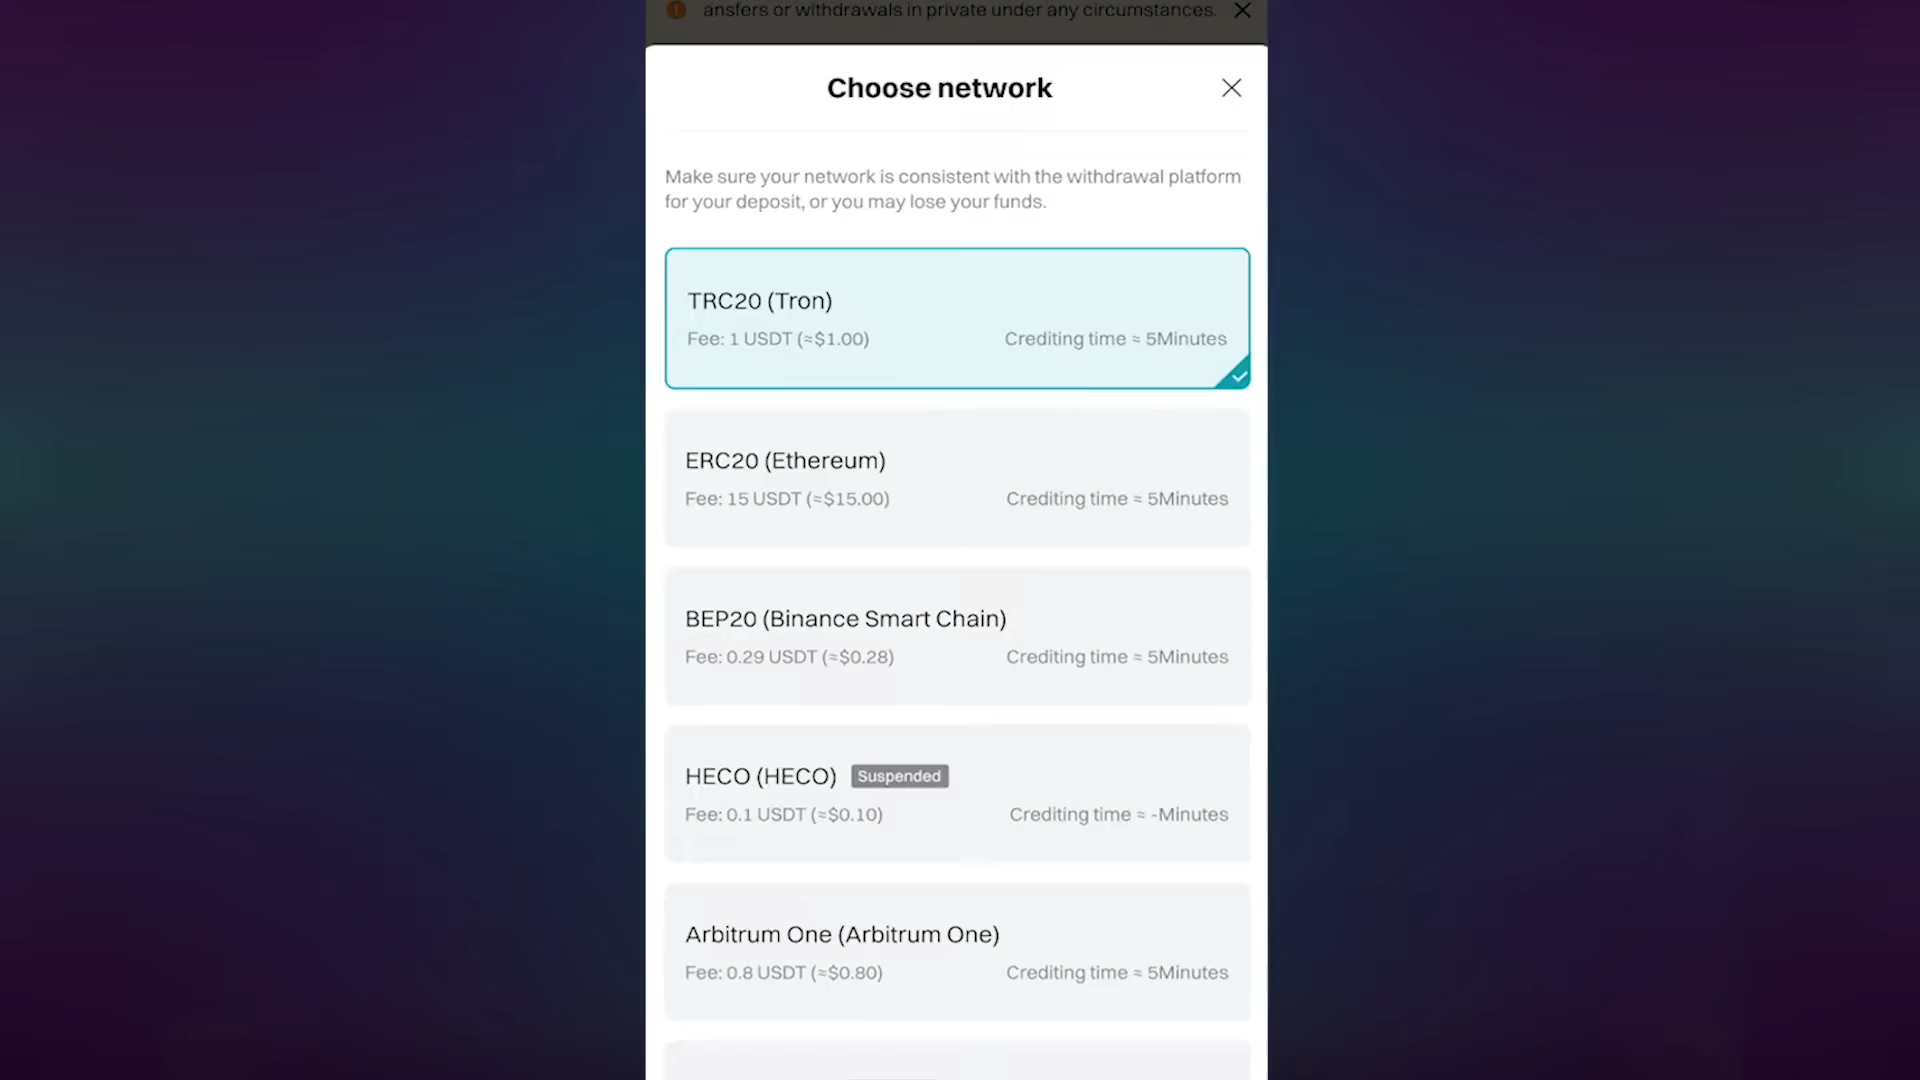 ansfers or withdrawals in private under any circumstances.
Choose network
Make sure your network is consistent with the withdrawal platform
for your deposit, or you may lose your funds.
TRC20 (Tron)
Fee: 1 USDT (≈$1.00) Crediting time ≈ 5Minutes
ERC20 (Ethereum)
Fee: 15 USDT (≈$15.00) Crediting time ≈ 5Minutes
BEP20 (Binance Smart Chain)
Fee: 0.29 USDT (≈$0.28) Crediting time ≈ 5Minutes
HECO (HECO) Suspended
Fee: 0.1 USDT (≈$0.10) Crediting time ≈ -Minutes
Arbitrum One (Arbitrum One)
Fee: 0.8 USDT (≈$0.80) Crediting time ≈ 5Minutes